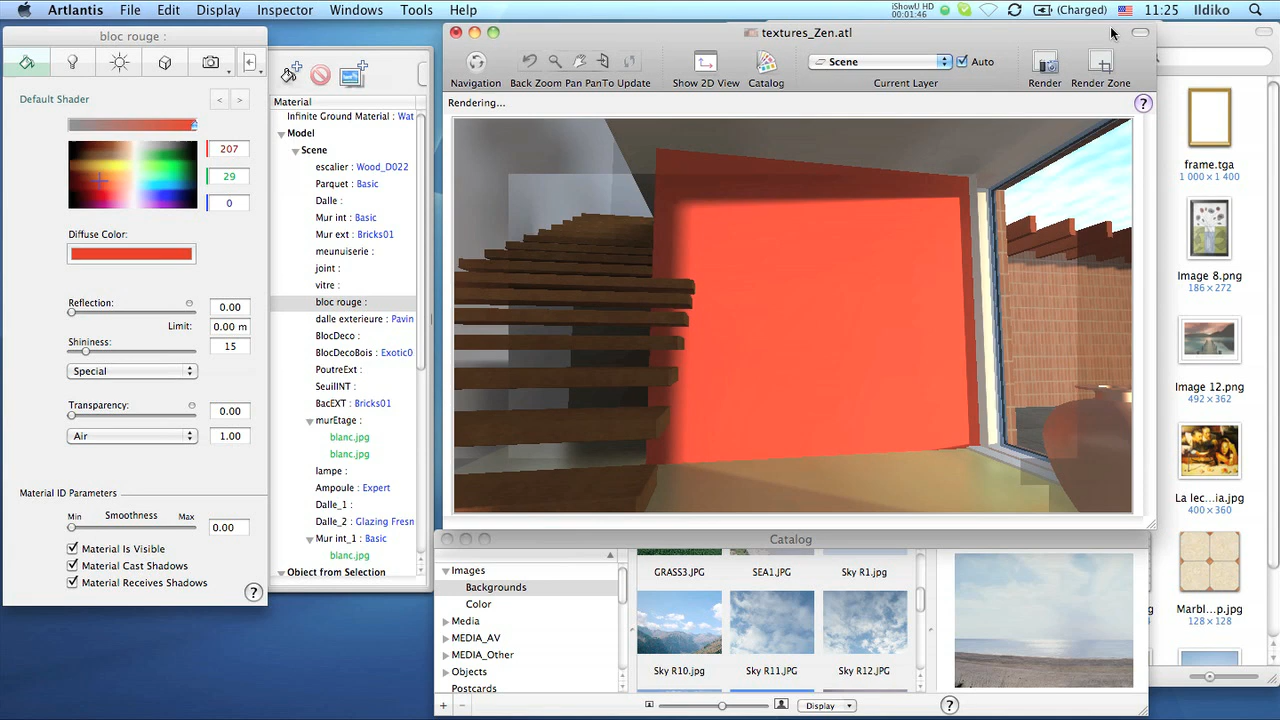 Artlantis File Edit Display Inspector Windows Tools Help
iShowU HD
00:01:46
(Charged) 11:25 Ildiko
bloc rouge :
Default Shader
< >
207
29
0
Diffuse Color:
Reflection:
0.00
Limit: 0.00 m
Shininess:
15
Special
Transparency:
0.00
Air 1.00
Material ID Parameters
Min Smoothness Max
0.00
Material Is Visible
Material Cast Shadows
Material Receives Shadows
?
Material
Infinite Ground Material : Wat
Model
Scene
escalier : Wood_D022
Parquet : Basic
Dalle :
Mur int : Basic
Mur ext : Bricks01
meunuiserie :
joint :
vitre :
bloc rouge :
dalle exterieure : Pavin
BlocDeco :
BlocDecoBois : Exotic0
PoutreExt :
SeuilINT :
BacEXT : Bricks01
murEtage :
blanc.jpg
blanc.jpg
lampe :
Ampoule : Expert
Dalle_1 :
Dalle_2 : Glazing Fresn
Mur int_1 : Basic
blanc.jpg
Object from Selection
textures_Zen.atl
Navigation Back Zoom Pan PanTo Update Show 2D View Catalog
Scene Auto
Current Layer
Render Render Zone
Rendering...
?
Catalog
Images
Backgrounds
Color
Media
MEDIA_AV
MEDIA_Other
Objects
Postcards
GRASS3.JPG SEA1.JPG Sky R1.jpg
Sky R10.jpg Sky R11.JPG Sky R12.JPG
+ −
Display
?
frame.tga
1 000 × 1 400
Image 8.png
186 × 272
Image 12.png
492 × 362
La lec...ia.jpg
400 × 360
Marbl...p.jpg
128 × 128